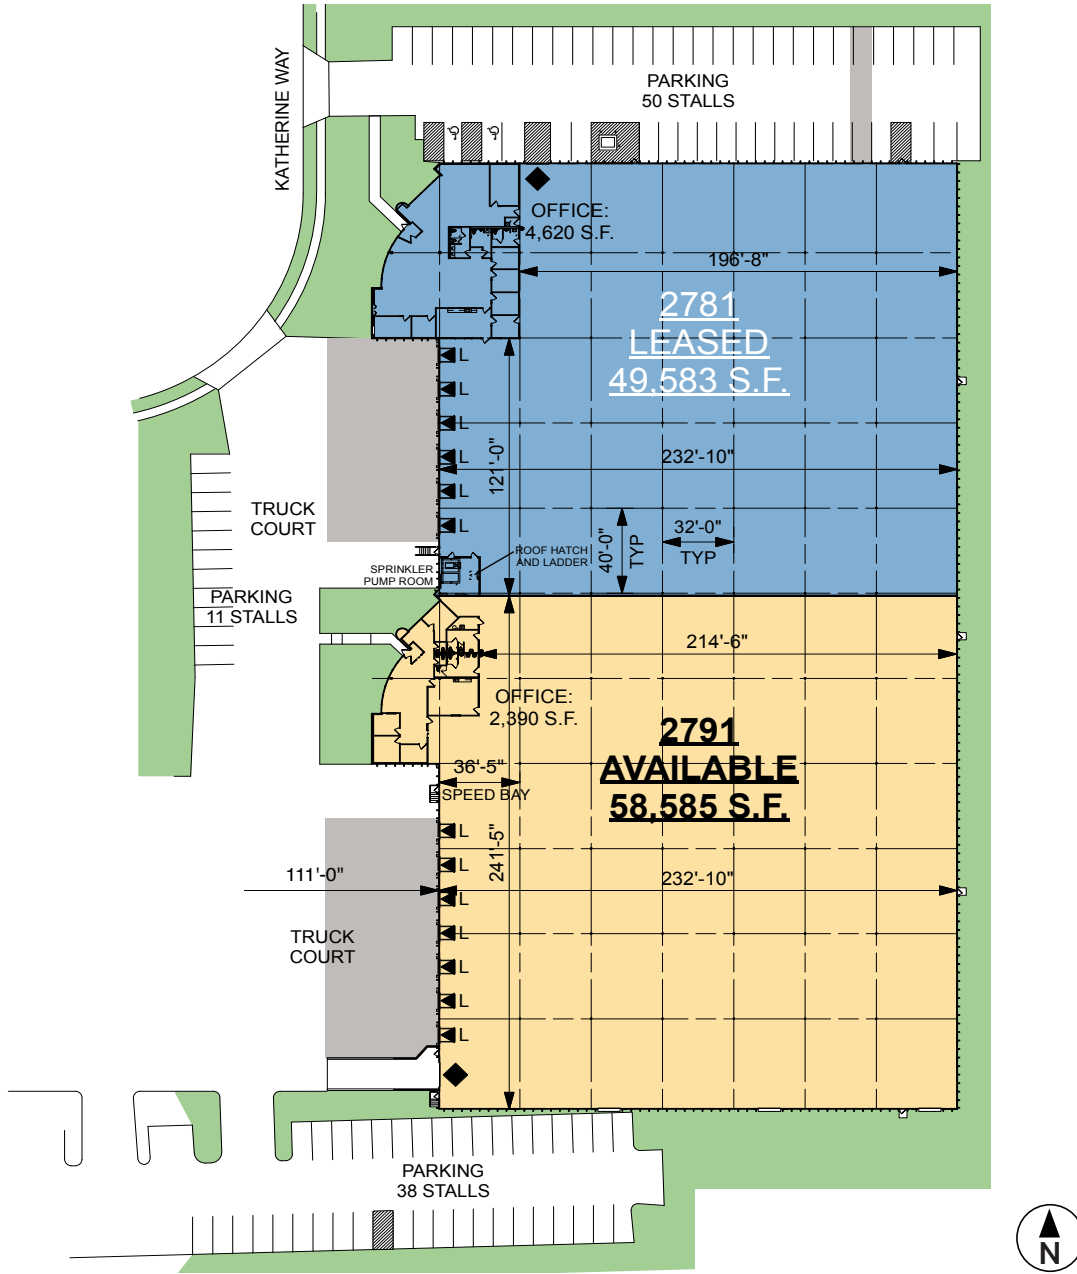 KATHERINE WAY
PARKING
50 STALLS
OFFICE:
4,620 S.F.
196'-8"
2781
LEASED
49,583 S.F.
L
L
L
L
L
L
121'-0"
232'-10"
TRUCK
COURT
40'-0"
TYP
32'-0"
TYP
ROOF HATCH
AND LADDER
SPRINKLER
PUMP ROOM
PARKING
11 STALLS
214'-6"
OFFICE:
2,390 S.F.
2791
AVAILABLE
58,585 S.F.
36'-5"
SPEED BAY
L
L
L
L
L
L
L
241'-5"
111'-0"
232'-10"
TRUCK
COURT
PARKING
38 STALLS
N